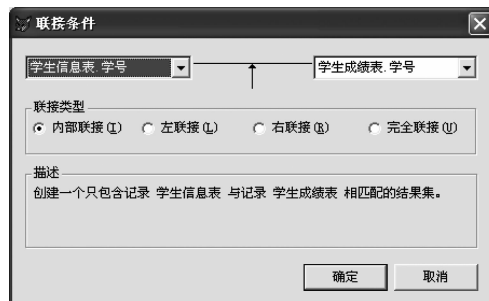 联接条件
学生信息表.学号
学生成绩表.学号
联接类型
内部联接(I) 左联接(L) 右联接(R) 完全联接(U)
描述
创建一个只包含记录 学生信息表 与记录 学生成绩表 相匹配的结果集。
确定 取消